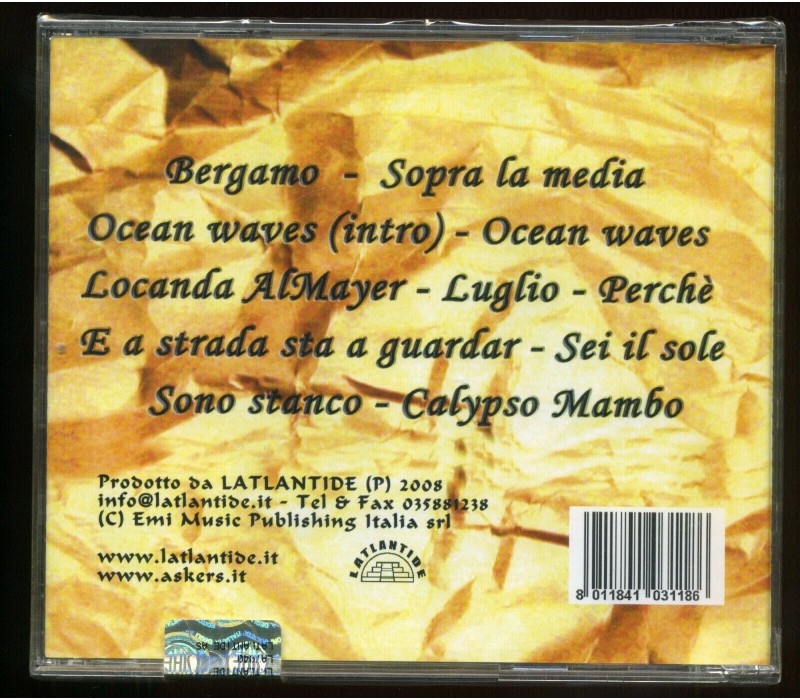 Bergamo - Sopra la media
Ocean waves (intro) - Ocean waves
Locanda AlMayer - Luglio - Perchè
E a strada sta a guardar - Sei il sole
Sono stanco - Calypso Mambo
Prodotto da LATLANTIDE (P) 2008
info@latlantide.it - Tel & Fax 035881238
(C) Emi Music Publishing Italia srl
www.latlantide.it
www.askers.it
LATLANTIDE
8 011841 031186
LATLANTIDE